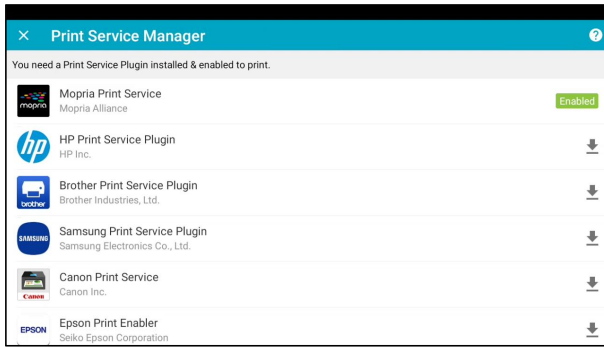 × Print Service Manager ?
You need a Print Service Plugin installed & enabled to print.
mopria
Mopria Print Service
Mopria Alliance
Enabled
hp
HP Print Service Plugin
HP Inc.
brother
Brother Print Service Plugin
Brother Industries, Ltd.
SAMSUNG
Samsung Print Service Plugin
Samsung Electronics Co., Ltd.
Canon
Canon Print Service
Canon Inc.
EPSON
Epson Print Enabler
Seiko Epson Corporation